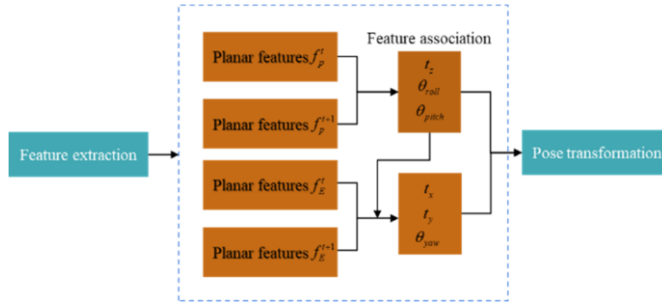 Feature extraction
Planar features f_p^t
Planar features f_p^{t+1}
Planar features f_E^t
Planar features f_E^{t+1}
Feature association
t_z
θ_roll
θ_pitch
t_x
t_y
θ_yaw
Pose transformation